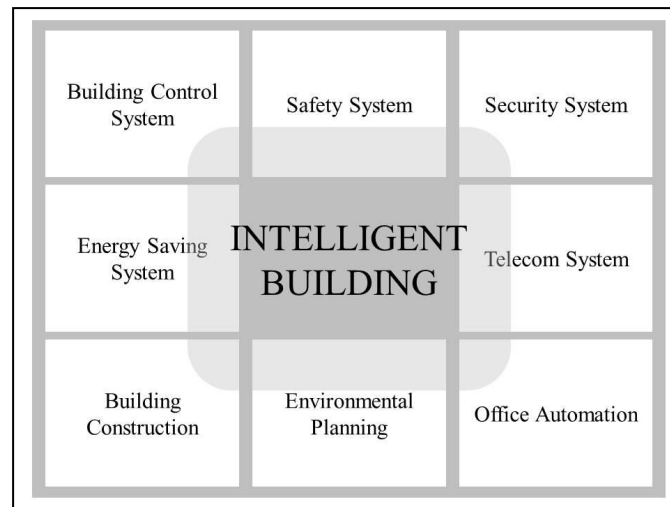 Building Control
System
Safety System
Security System
Energy Saving
System
INTELLIGENT
BUILDING
Telecom System
Building
Construction
Environmental
Planning
Office Automation